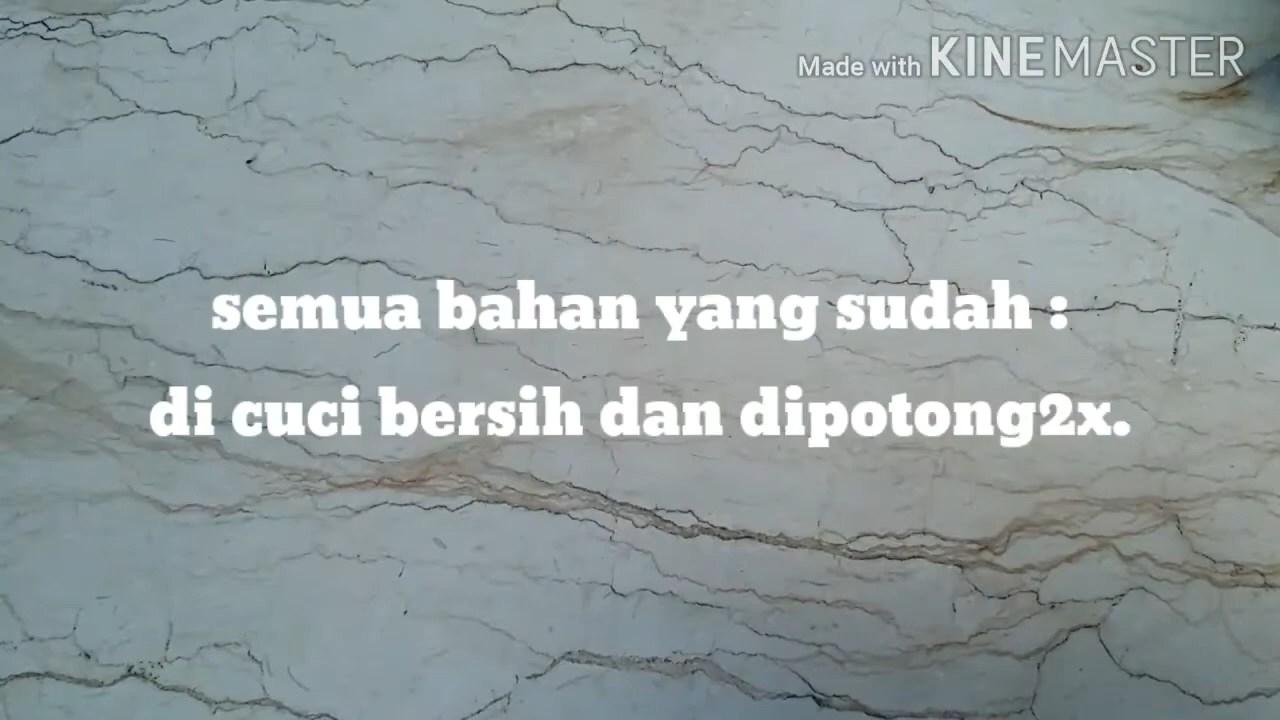 Made with KINEMASTER
semua bahan yang sudah :
di cuci bersih dan dipotong2x.